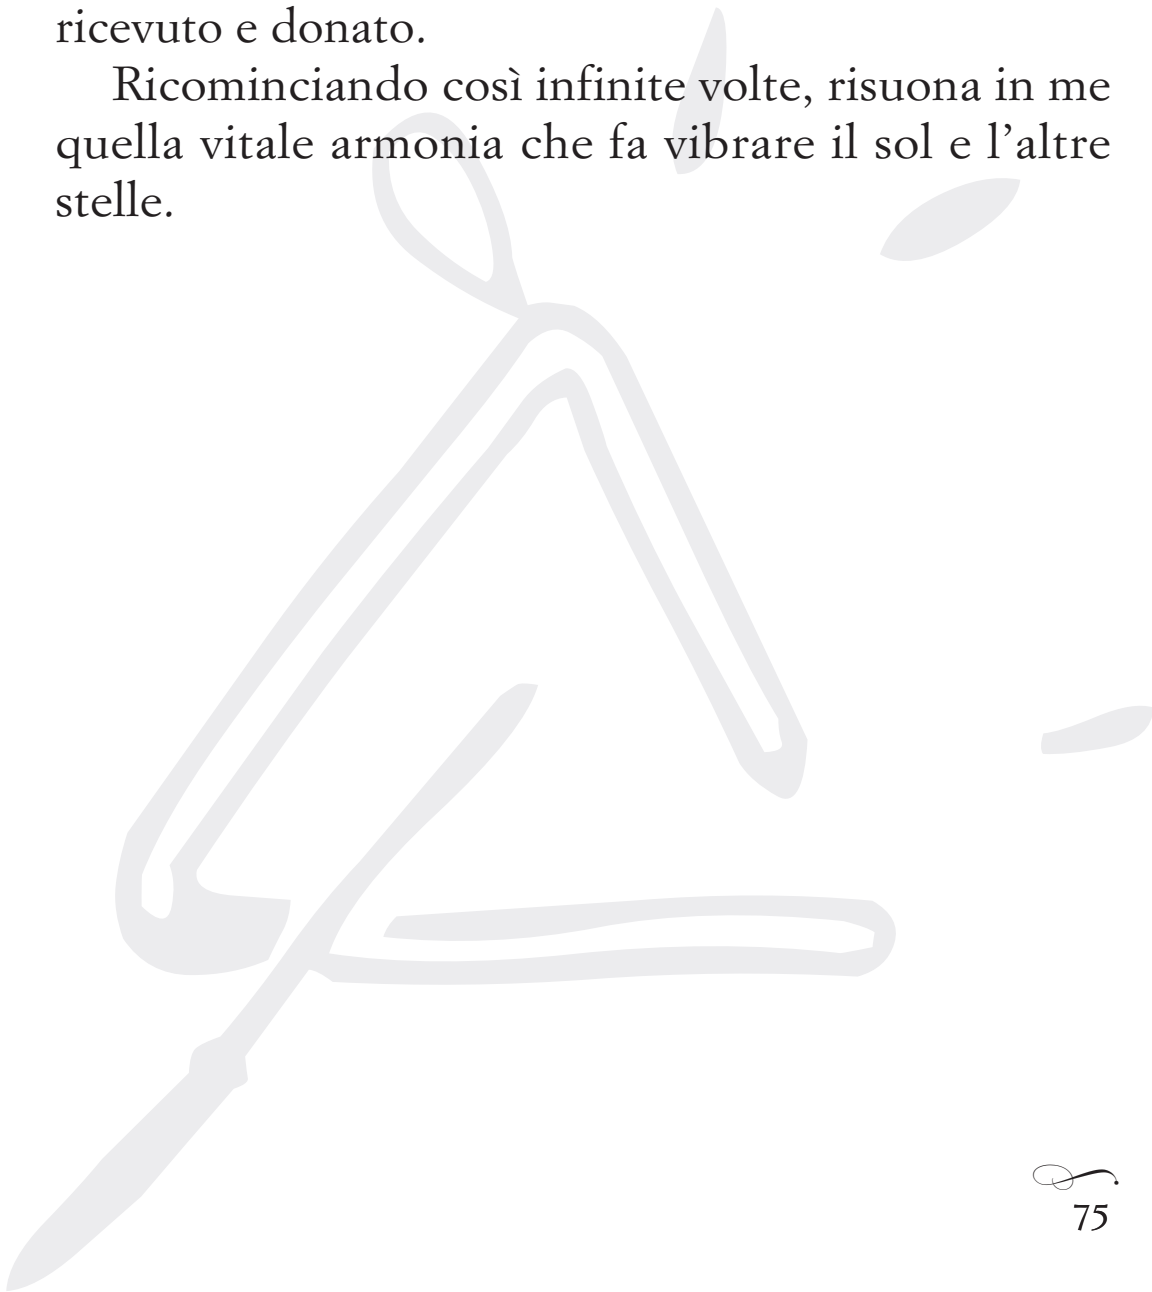 ricevuto e donato.
Ricominciando così infinite volte, risuona in me
quella vitale armonia che fa vibrare il sol e l’altre
stelle.
75